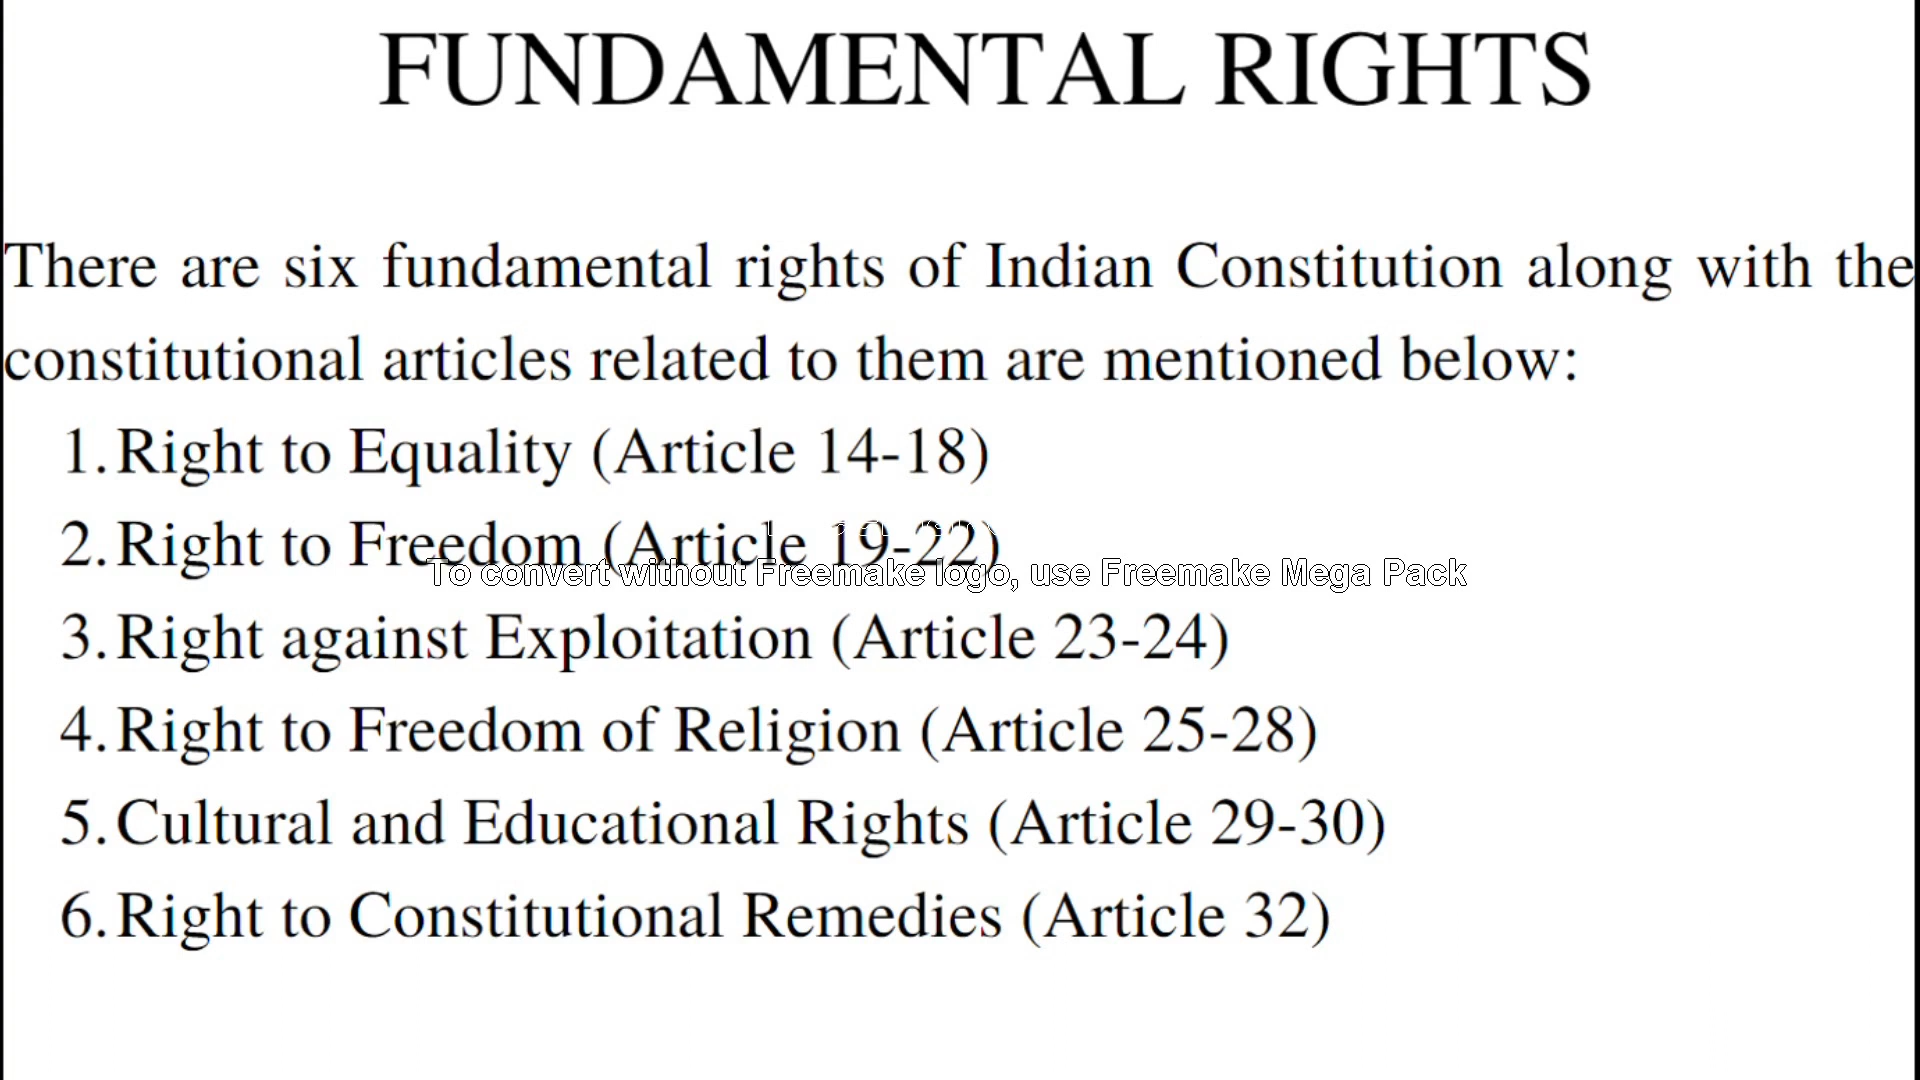 FUNDAMENTAL RIGHTS
There are six fundamental rights of Indian Constitution along with the
constitutional articles related to them are mentioned below:
1. Right to Equality (Article 14-18)
2. Right to Freedom (Article 19-22)
To convert without Freemake logo, use Freemake Mega Pack
3. Right against Exploitation (Article 23-24)
4. Right to Freedom of Religion (Article 25-28)
5. Cultural and Educational Rights (Article 29-30)
6. Right to Constitutional Remedies (Article 32)